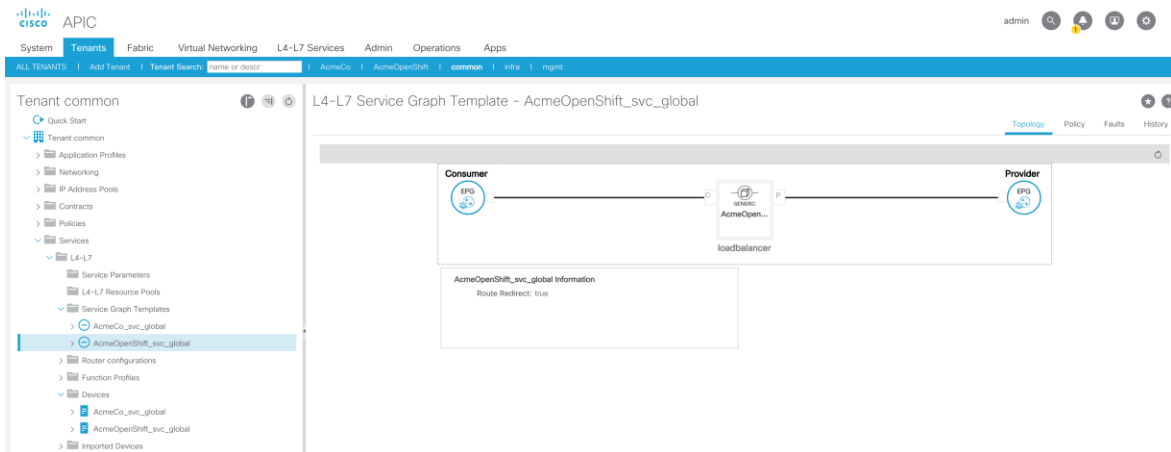 cisco APIC
admin
1
System Tenants Fabric Virtual Networking L4-L7 Services Admin Operations Apps
ALL TENANTS | Add Tenant | Tenant Search: name or descr | AcmeCo | AcmeOpenShift | common | infra | mgmt
Tenant common
Quick Start
Tenant common
Application Profiles
Networking
IP Address Pools
Contracts
Policies
Services
L4-L7
Service Parameters
L4-L7 Resource Pools
Service Graph Templates
AcmeCo_svc_global
AcmeOpenShift_svc_global
Router configurations
Function Profiles
Devices
AcmeCo_svc_global
AcmeOpenShift_svc_global
Imported Devices
L4-L7 Service Graph Template - AcmeOpenShift_svc_global
?
Topology Policy Faults History
Consumer Provider
EPG EPG
C P
GENERIC
AcmeOpen...
loadbalancer
AcmeOpenShift_svc_global Information
Route Redirect: true